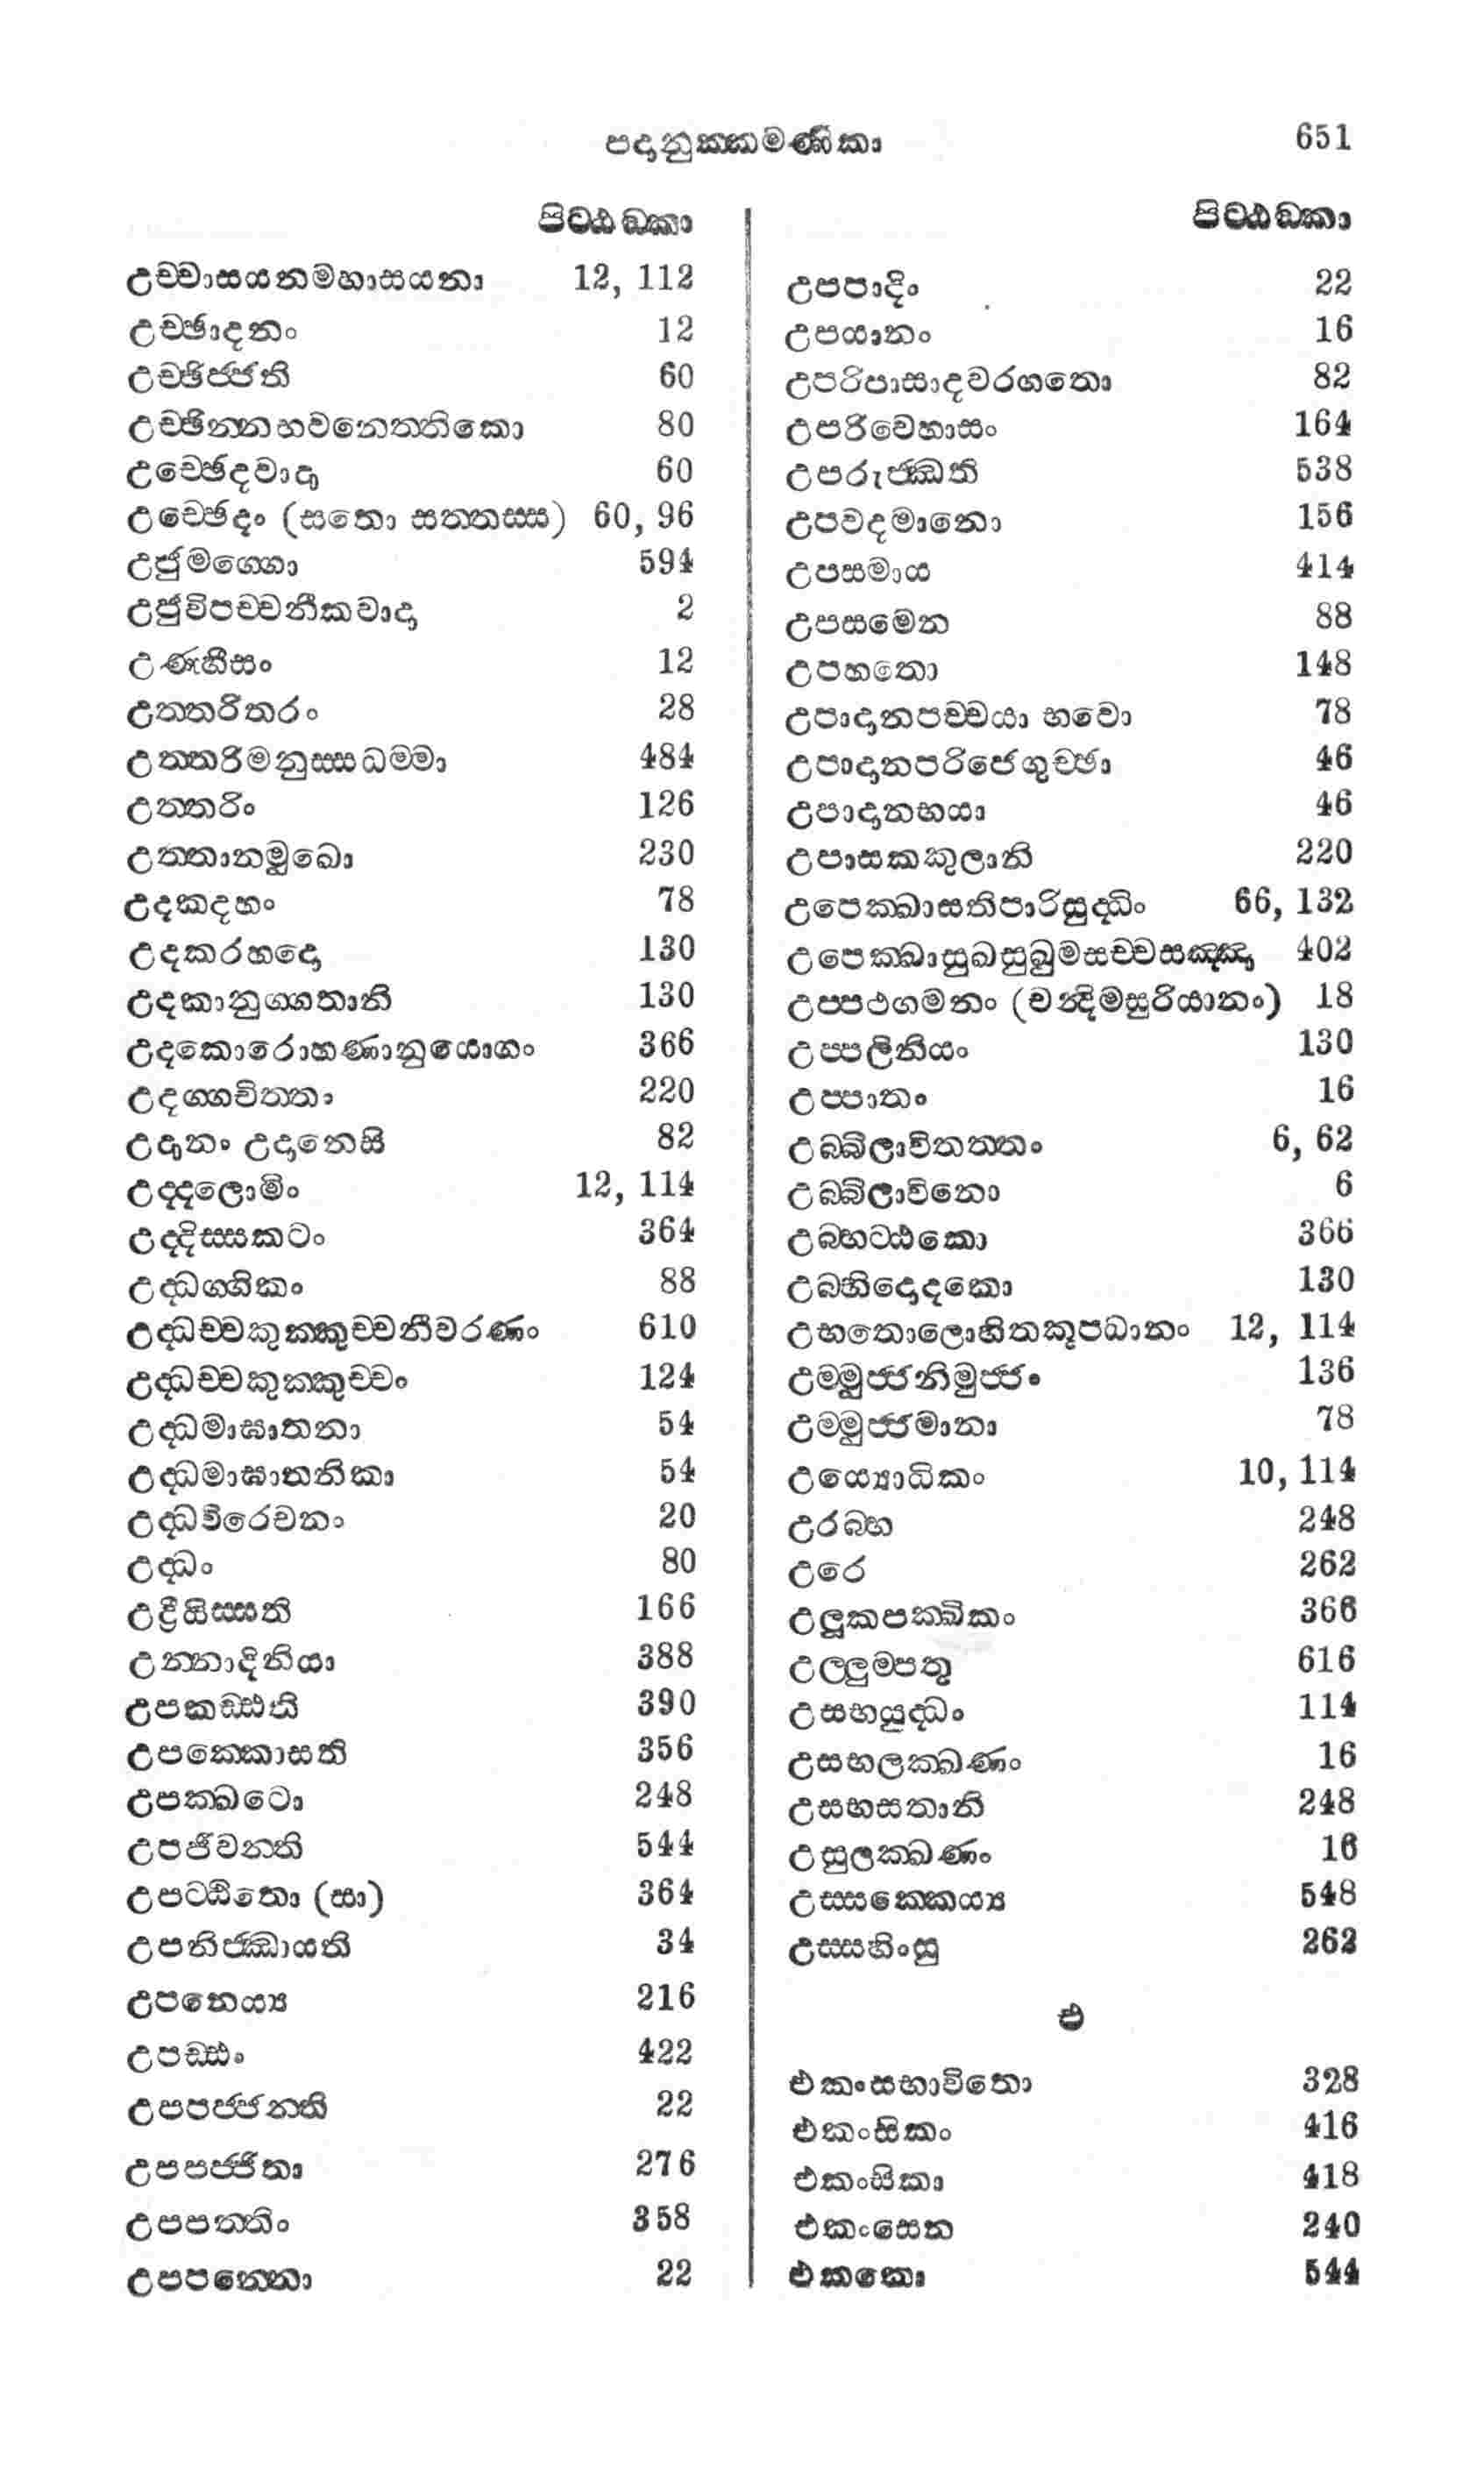 පදානුක්කමණිකා 651
පිට්ඨඞ්කා
උච්චාසයනමහාසයනා 12, 112
උච්ඡාදනං 12
උච්ඡිජ්ජති 60
උච්ඡින්නභවනෙත්තිකො 80
උච්ඡෙදවාදා 60
උච්ඡෙදං (සතො සත්තස්ස) 60, 96
උජුමග්ගො 594
උජුවිපච්චනීකවාදා 2
උණ්හීසං 12
උත්තරිතරං 28
උත්තරිමනුස්සධම්මා 484
උත්තරිං 126
උත්තානමුඛො 230
උදකදහං 78
උදකරහදො 130
උදකානුග්ගතානි 130
උදකොරොහණානුයොගං 366
උදග්ගචිත්තං 220
උදානං උදානෙසි 82
උද්දලොමිං 12, 114
උද්දිස්සකටං 364
උද්ධග්ගිකං 88
උද්ධච්චකුක්කුච්චනීවරණං 610
උද්ධච්චකුක්කුච්චං 124
උද්ධමාඝාතනා 54
උද්ධමාඝාතනිකා 54
උද්ධවිරෙචනං 20
උද්ධං 80
උද්‍රීඔස්සති 166
උන්නාදිනියා 388
උපකඩ්ඪති 390
උපක්කොසති 356
උපක්ඛටො 248
උපජීවන්ති 544
උපට්ඨිතො (සා) 364
උපනිජ්ඣායති 34
උපනෙය්‍ය 216
උපඩ්ඪං 422
උපපජ්ජන්ති 22
උපපජ්ජිතා 276
උපපත්තිං 358
උපපන්නො 22
පිට්ඨඞ්කා
උපපාදිං 22
උපයානං 16
උපරිපාසාදවරගතො 82
උපරිවෙහාසං 164
උපරුජ්ඣති 538
උපවදමානො 156
උපසමාය 414
උපසමෙන 88
උපහතො 148
උපාදානපච්චයා භවො 78
උපාදානපරිජෙගුච්ඡා 46
උපාදානභයා 46
උපාසකකුලානි 220
උපෙක්ඛාසතිපාරිසුද්ධිං 66, 132
උපෙක්ඛාසුඛසුඛුමසච්චසඤ්ඤා 402
උප්පථගමනං (චන්දිමසුරියානං) 18
උප්පලිනියං 130
උප්පාතං 16
උබ්බිලාවිතත්තං 6, 62
උබ්බිලාවිනො 6
උබ්භට්ඨකො 366
උබ්භිදොදකො 130
උභතොලොහිතකූපධානං 12, 114
උම්මුජ්ජනිමුජ්ජං 136
උම්මුජ්ජමානා 78
උය්‍යොධිකං 10, 114
උරබ්භ 248
උරෙ 262
උලූකපක්ඛිකං 366
උල්ලුම්පතු 616
උසභයුද්ධං 114
උසභලක්ඛණං 16
උසභසතානි 248
උසුලක්ඛණං 16
උස්සක්කෙය්‍ය 548
උස්සහිංසු 262
එ
එකංසභාවිතො 328
එකංසිකං 416
එකංසිකා 418
එකංසෙන 240
එකකො 544